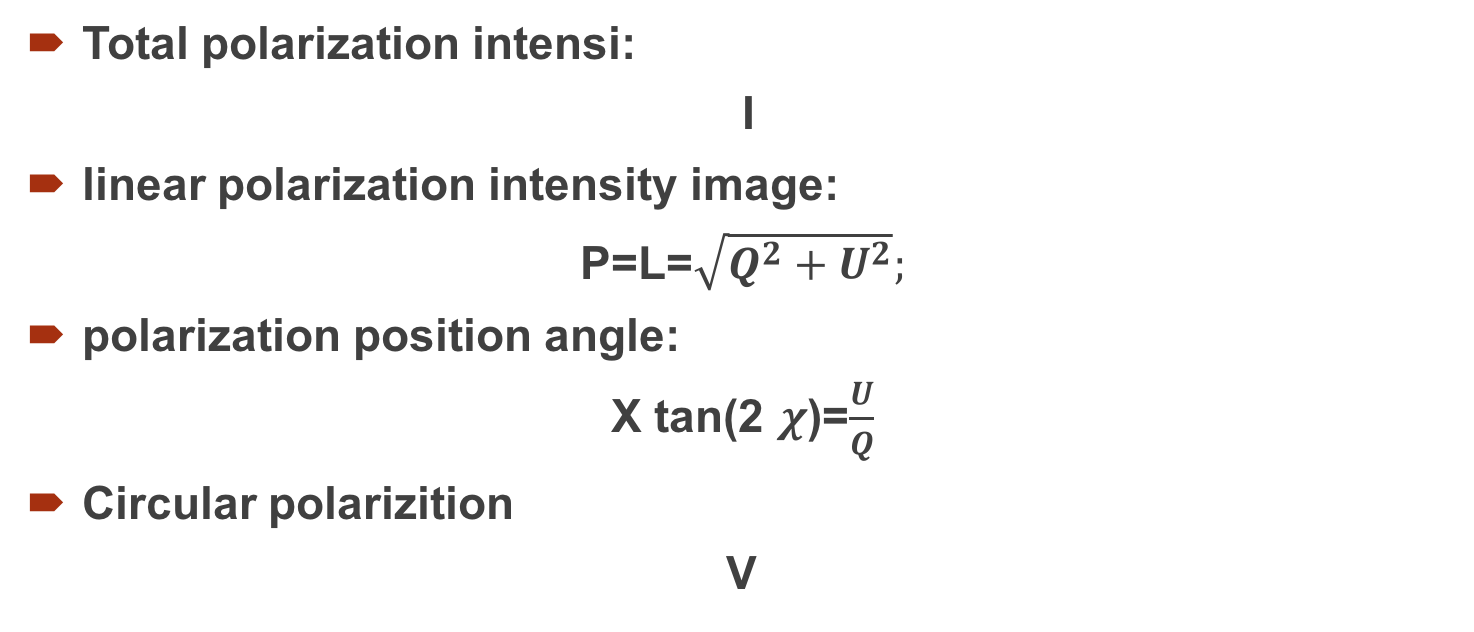 Total polarization intensi:
I
linear polarization intensity image:
P=L=√(Q² + U²);
polarization position angle:
X tan(2 χ)=U/Q
Circular polarizition
V